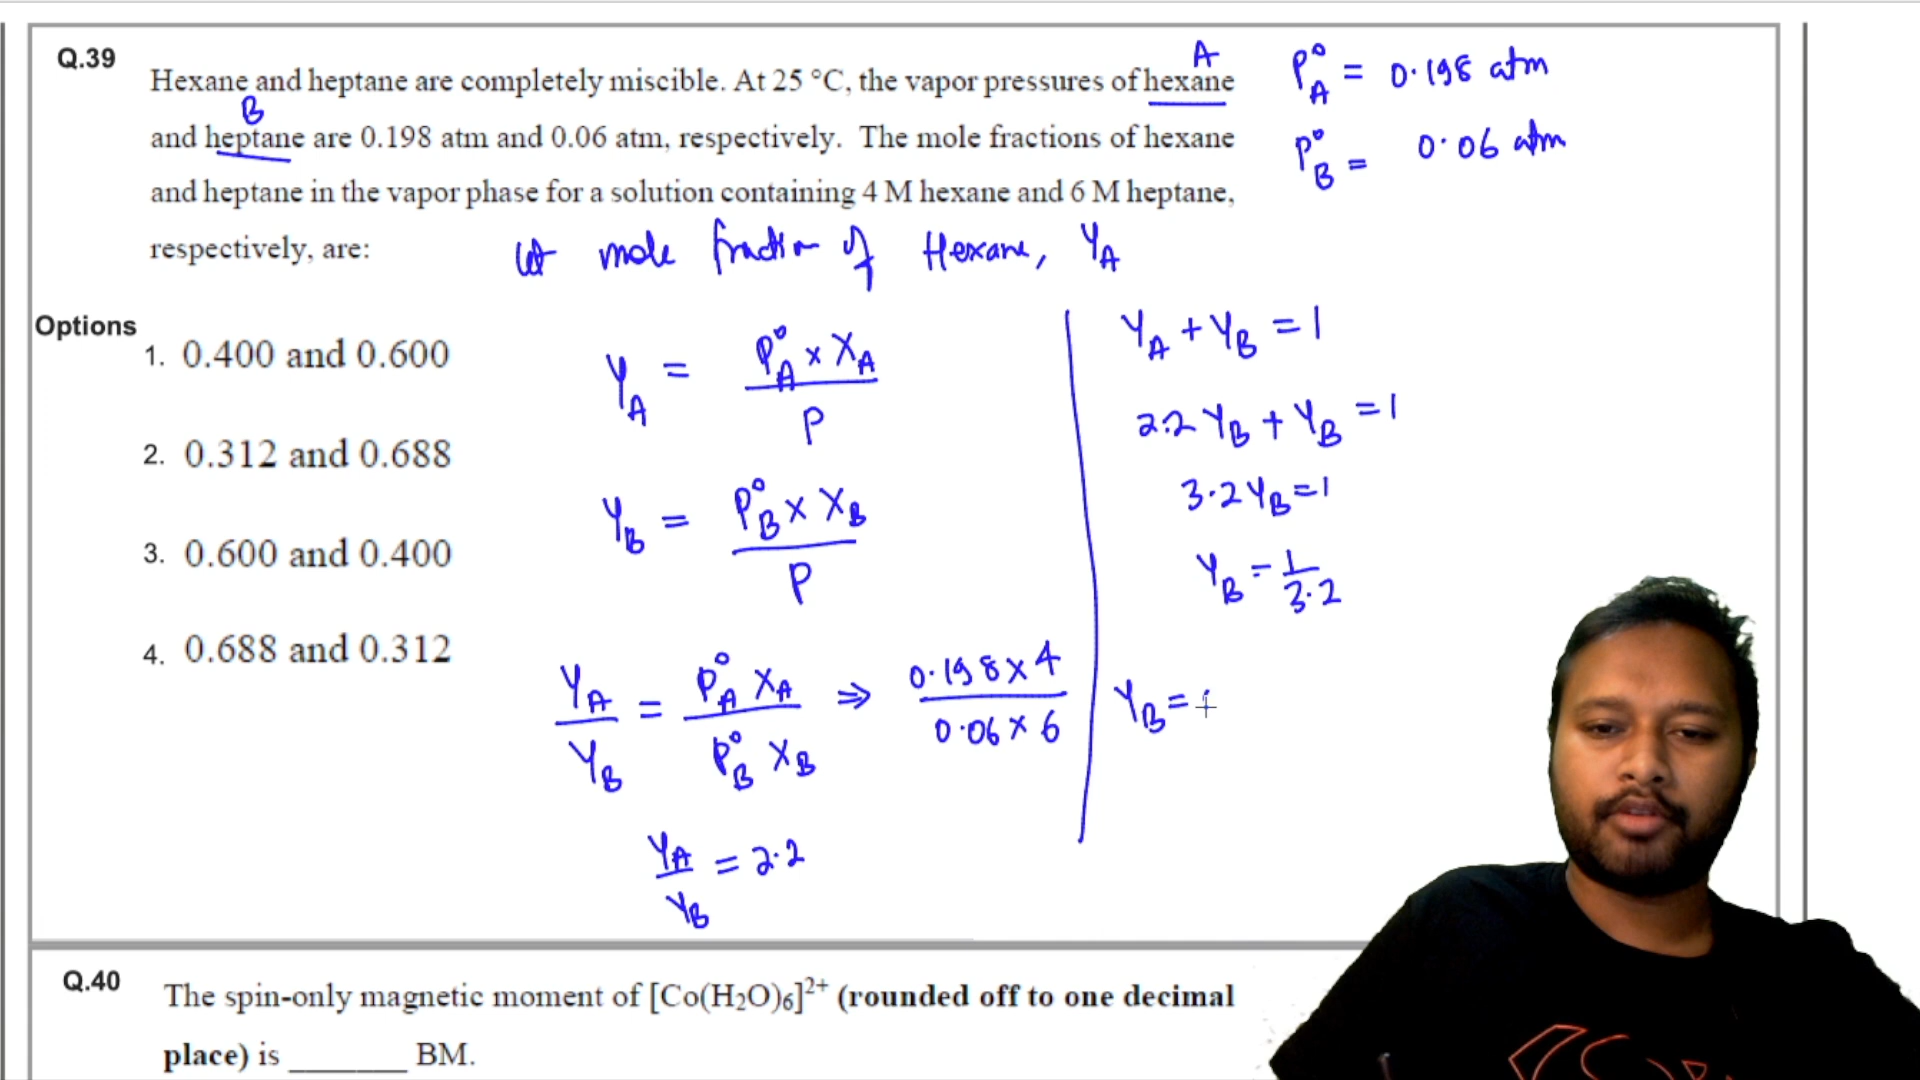 Q.39
Hexane and heptane are completely miscible. At 25 °C, the vapor pressures of hexane
and heptane are 0.198 atm and 0.06 atm, respectively. The mole fractions of hexane
and heptane in the vapor phase for a solution containing 4 M hexane and 6 M heptane,
respectively, are:
A
B
P°A = 0.198 atm
P°B = 0.06 atm
let mole fraction of Hexane, YA
Options
1. 0.400 and 0.600
2. 0.312 and 0.688
3. 0.600 and 0.400
4. 0.688 and 0.312
YA = P°A × XA / P
YB = P°B × XB / P
YA / YB = P°A XA / P°B XB ⇒ 0.198 × 4 / 0.06 × 6
YA / YB = 2.2
YA + YB = 1
2.2 YB + YB = 1
3.2 YB = 1
YB = 1 / 3.2
YB =
Q.40
The spin-only magnetic moment of [Co(H2O)6]2+ (rounded off to one decimal
place) is ________ BM.